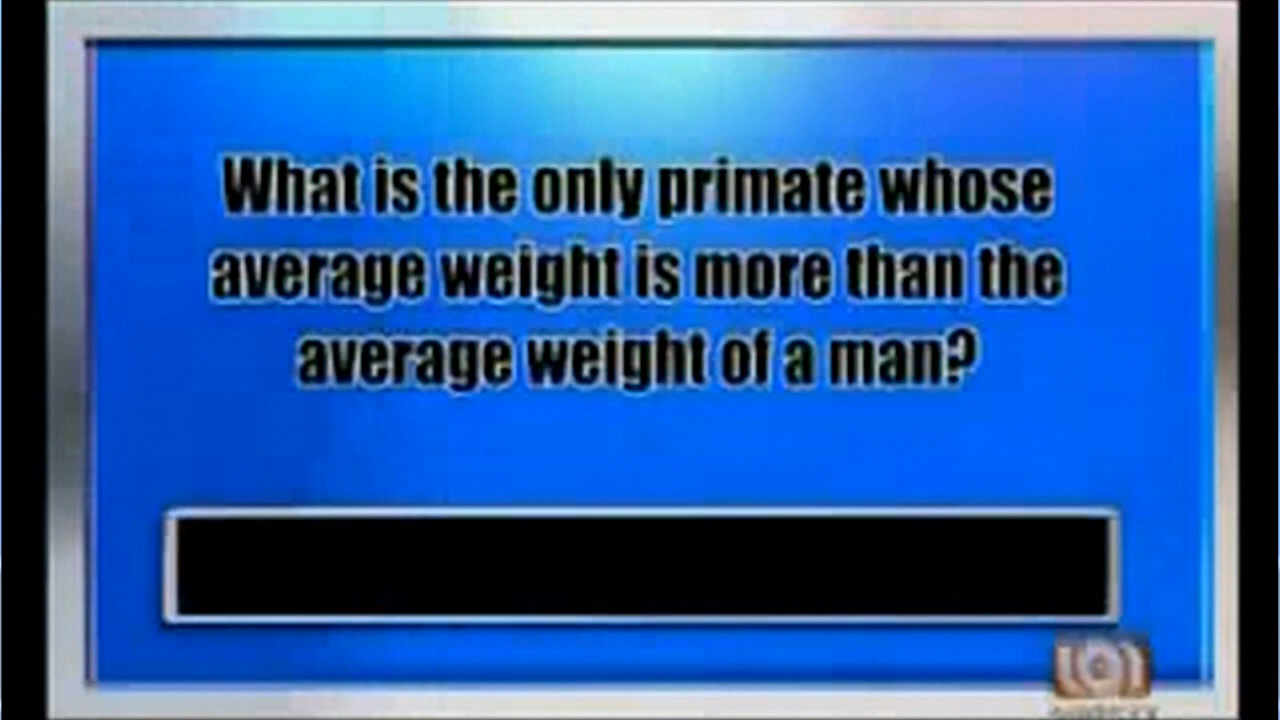 What is the only primate whose
average weight is more than the
average weight of a man?